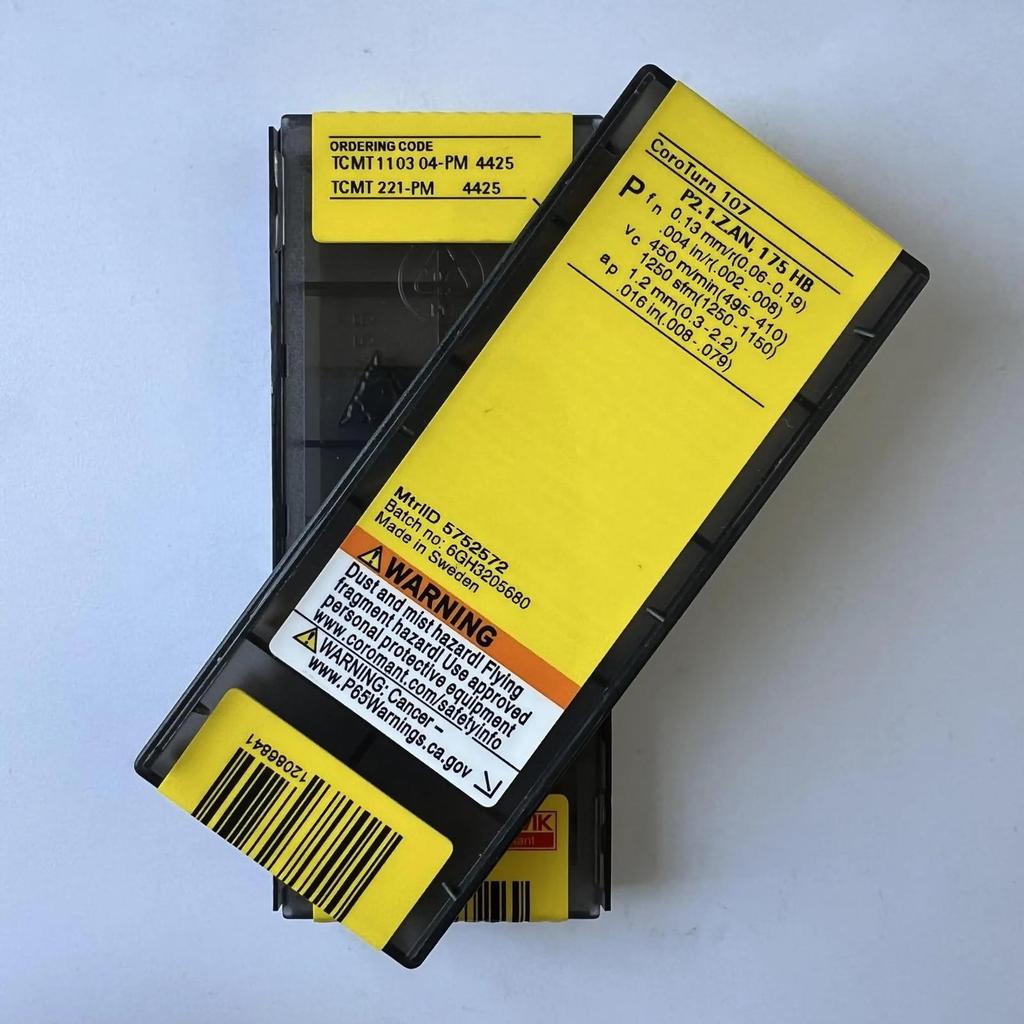 ORDERING CODE
TCMT 1103 04-PM 4425
TCMT 221-PM 4425
CoroTurn 107
P2.1.Z.AN, 175 HB
P fn 0.13 mm/r(0.06-0.19)
.004 in/r(.002-.008)
vc 450 m/min(495-410)
1250 sfm(1250-1150)
ap 1.2 mm(0.3-2.2)
.016 in(.008-.079)
MtrlID 5752572
Batch no: 6GH3205680
Made in Sweden
WARNING
Dust and mist hazard! Flying
fragment hazard! Use approved
personal protective equipment
www.coromant.com/safetyinfo
WARNING: Cancer –
www.P65Warnings.ca.gov
12086841